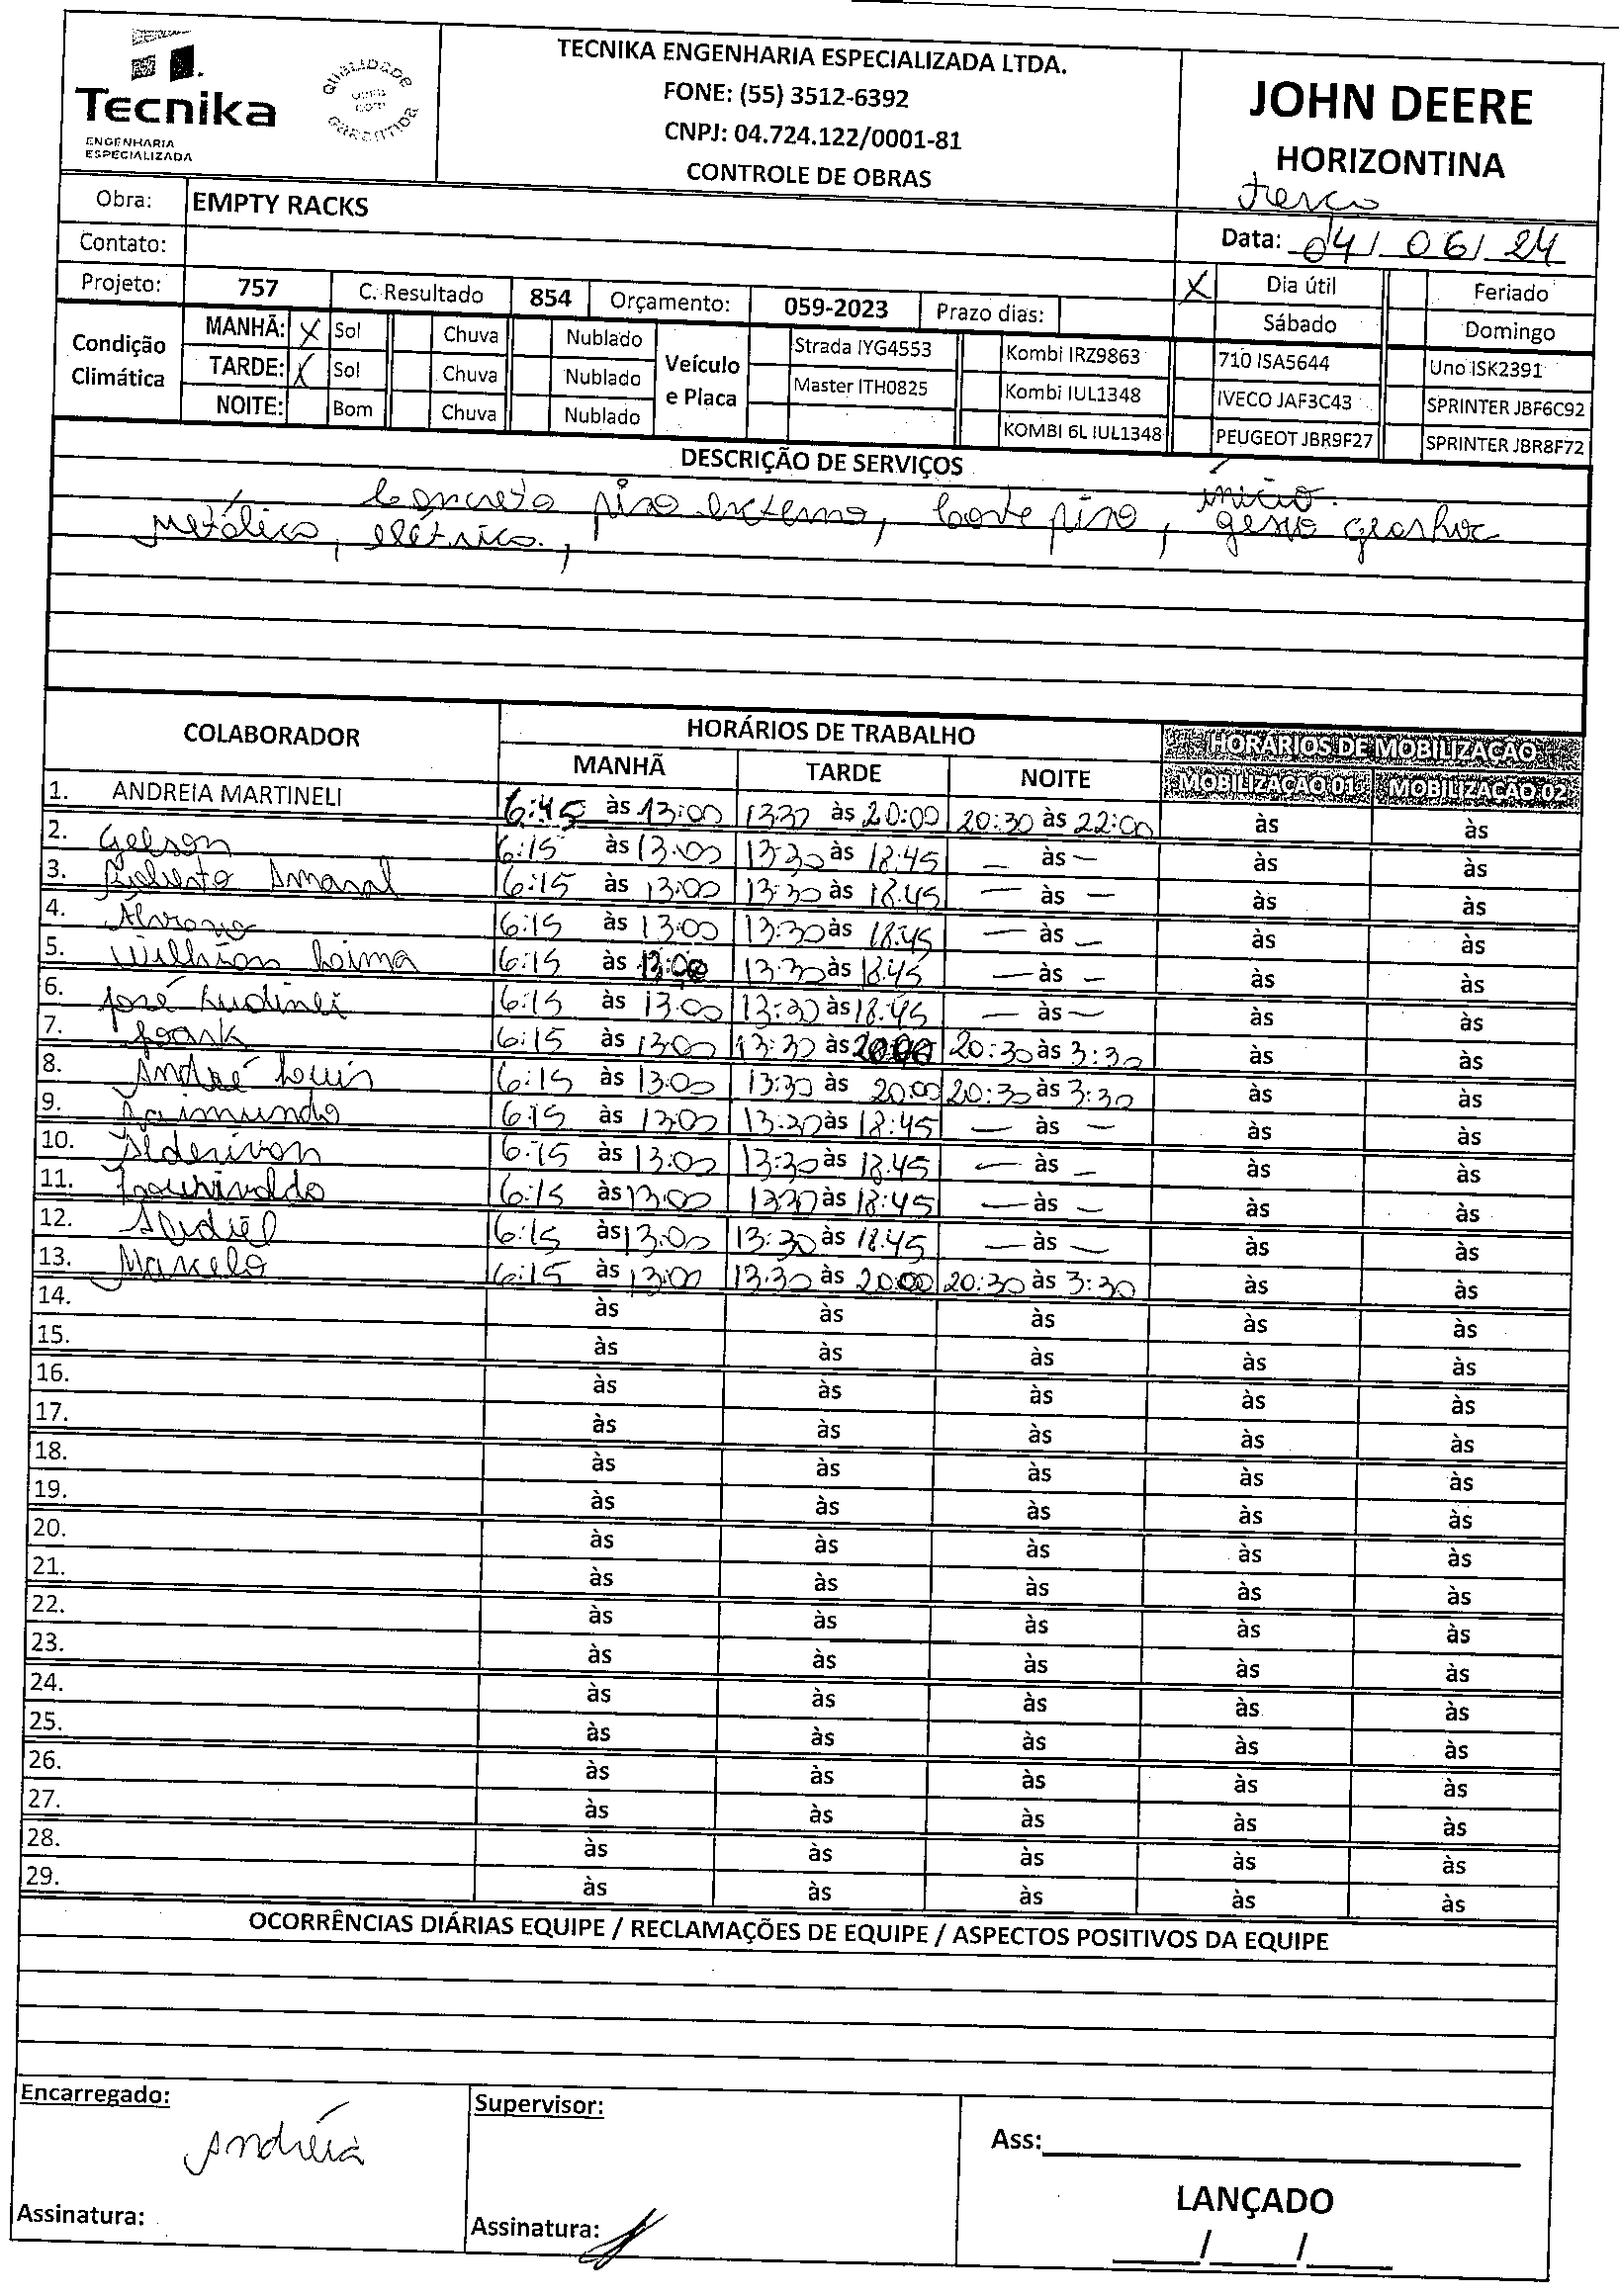 Tecnika
ENGENHARIA
ESPECIALIZADA
QUALIDADE
GARANTIDA
TECNIKA ENGENHARIA ESPECIALIZADA LTDA.
FONE: (55) 3512-6392
CNPJ: 04.724.122/0001-81
CONTROLE DE OBRAS
JOHN DEERE
HORIZONTINA
Obra: EMPTY RACKS
Contato:
Data: 04/06/24
Projeto: 757 C. Resultado 854 Orçamento: 059-2023 Prazo dias: X Dia útil Feriado
Sábado Domingo
Condição Climática
MANHÃ: X Sol Chuva Nublado
TARDE: X Sol Chuva Nublado
NOITE: Bom Chuva Nublado
Veículo e Placa
Strada IYG4553 Kombi IRZ9863 710 ISA5644 Uno ISK2391
Master ITH0825 Kombi IUL1348 IVECO JAF3C43 SPRINTER JBF6C92
KOMBI 6L IUL1348 PEUGEOT JBR9F27 SPRINTER JBR8F72
DESCRIÇÃO DE SERVIÇOS
Concreto piso externo, corte piso, início gesso
Metálica, elétrica,
COLABORADOR HORÁRIOS DE TRABALHO HORÁRIOS DE MOBILIZAÇÃO
MANHÃ TARDE NOITE MOBILIZAÇÃO 01 MOBILIZAÇÃO 02
1. ANDREIA MARTINELI 6:45 às 13:00 13:30 às 20:00 20:30 às 22:00 às às
2. Gelson 6:15 às 13:00 13:30 às 18:45 — às — às às
3. Roberto Amaral 6:15 às 13:00 13:30 às 18:45 — às — às às
4. Álvaro 6:15 às 13:00 13:30 às 18:45 — às — às às
5. Willian Lima 6:15 às 13:00 13:30 às 18:45 — às — às às
6. José Rudinei 6:15 às 13:00 13:30 às 18:45 — às — às às
7. 6:15 às 13:00 13:30 às 20:00 20:30 às 3:30 às às
8. André Luis 6:15 às 13:00 13:30 às 20:00 20:30 às 3:30 às às
9. Raimundo 6:15 às 13:00 13:30 às 18:45 — às — às às
10. Alderivan 6:15 às 13:00 13:30 às 18:45 — às — às às
11. Lourivaldo 6:15 às 13:00 13:30 às 18:45 — às — às às
12. 6:15 às 13:00 13:30 às 18:45 — às — às às
13. Marcelo 6:15 às 13:00 13:30 às 20:00 20:30 às 3:30 às às
14. às às às às às
15. às às às às às
16. às às às às às
17. às às às às às
18. às às às às às
19. às às às às às
20. às às às às às
21. às às às às às
22. às às às às às
23. às às às às às
24. às às às às às
25. às às às às às
26. às às às às às
27. às às às às às
28. às às às às às
29. às às às às às
OCORRÊNCIAS DIÁRIAS EQUIPE / RECLAMAÇÕES DE EQUIPE / ASPECTOS POSITIVOS DA EQUIPE
Encarregado: Supervisor:
Andréia
Ass:
LANÇADO
Assinatura: Assinatura: